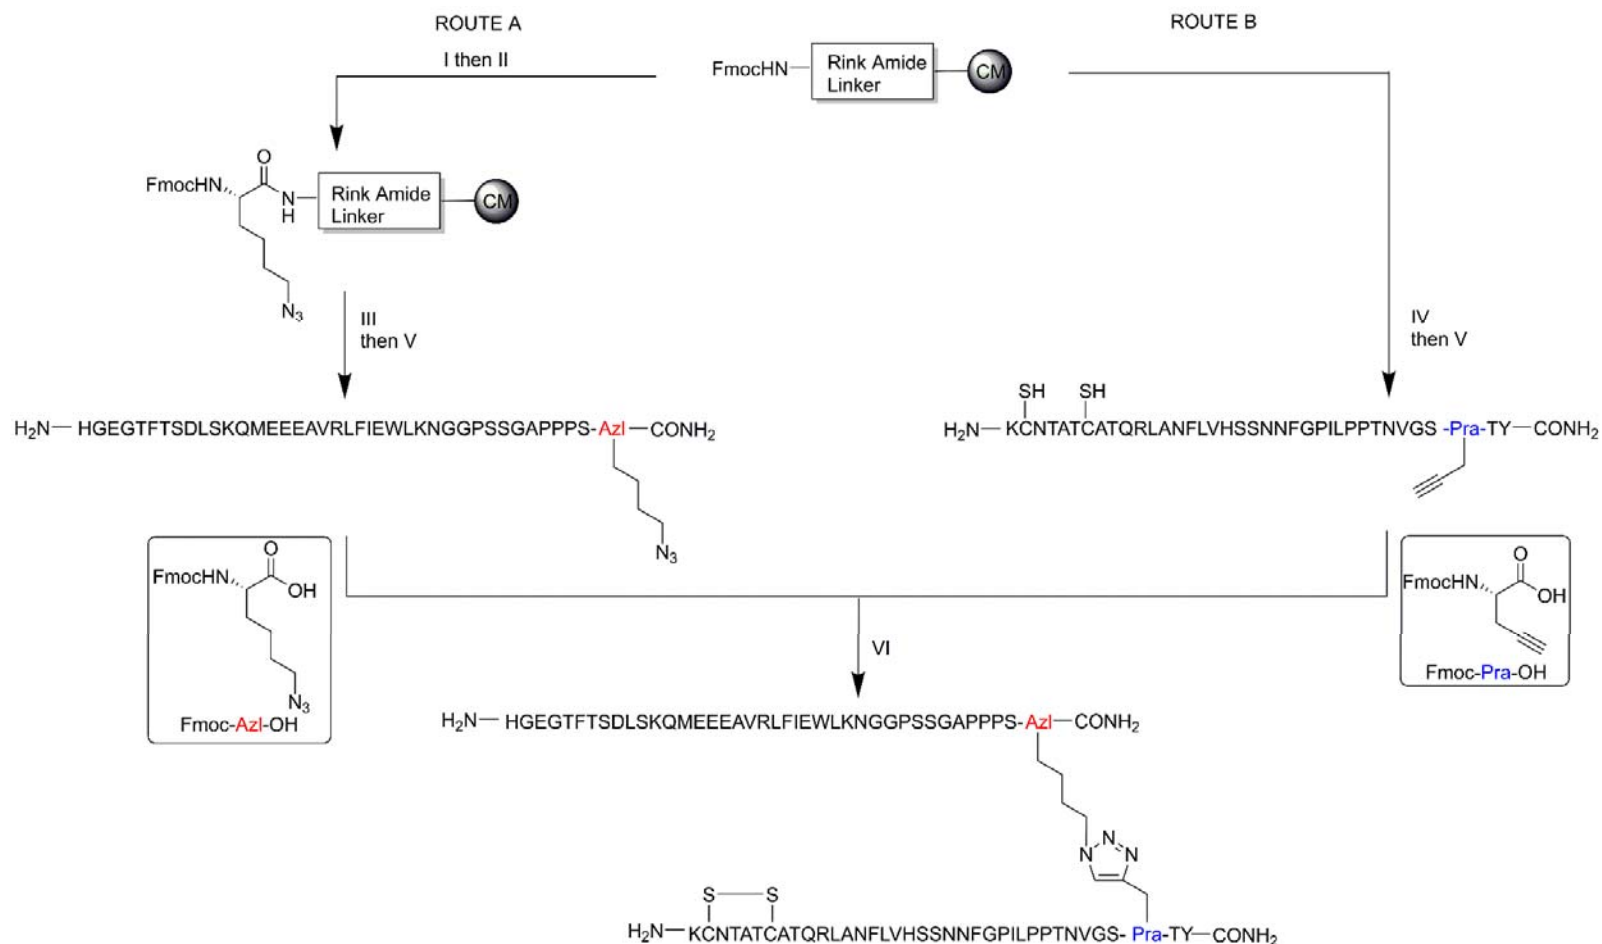 ROUTE A
ROUTE B
I then II
FmocHN
Rink Amide
Linker
CM
FmocHN
O
N
H
Rink Amide
Linker
CM
N3
III
then V
IV
then V
H2N
HGEGTFTSDLSKQMEEEAVRLFIEWLKNGGPSSGAPPPS-Azl
CONH2
N3
SH
SH
H2N
KCNTATCATQRLANFLVHSSNNFGPILPPTNVGS -Pra-TY
CONH2
FmocHN
O
OH
N3
Fmoc-Azl-OH
VI
FmocHN
O
OH
Fmoc-Pra-OH
H2N
HGEGTFTSDLSKQMEEEAVRLFIEWLKNGGPSSGAPPPS-Azl
CONH2
N
N
N
S
S
H2N
KCNTATCATQRLANFLVHSSNNFGPILPPTNVGS- Pra-TY
CONH2